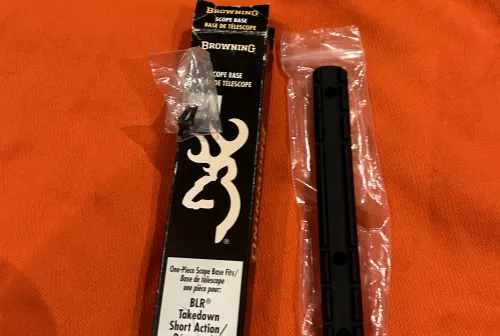 BROWNING
SCOPE BASE
BASE DE TÉLESCOPE
BROWNING®
SCOPE BASE
DE TÉLESCOPE
®
One-Piece Scope Base Fits/
Base de télescope
une pièce pour:
BLR®
Takedown
Short Action/